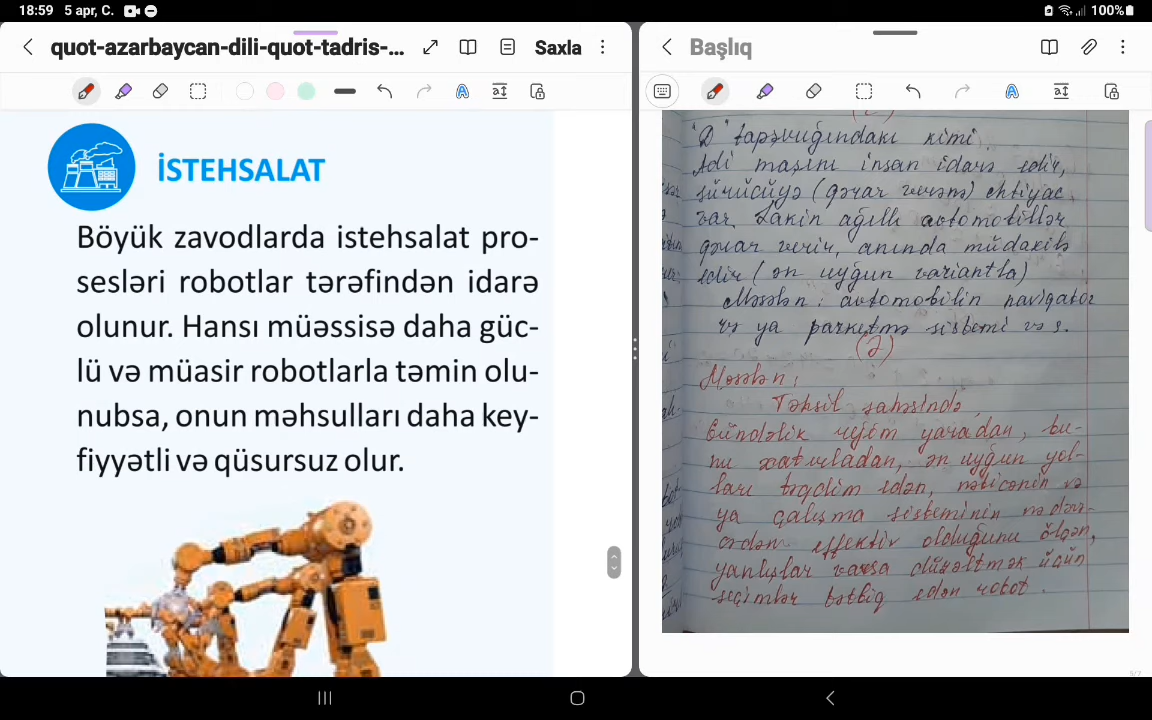 18:59 5 apr, C. 100%
quot-azarbaycan-dili-quot-tadris-... Saxla
İSTEHSALAT
Böyük zavodlarda istehsalat pro-
sesləri robotlar tərəfindən idarə
olunur. Hansı müəssisə daha güc-
lü və müasir robotlarla təmin olu-
nubsa, onun məhsulları daha key-
fiyyətli və qüsursuz olur.
Başlıq
"D" tapşırığındakı kimi.
Adi maşını insan idarə edir,
sürücüyə (qərar verənə) ehtiyac
var. Lakin ağıllı avtomobillər
qərar verir, anında müdaxilə
edir (ən uyğun variantla)
Məsələn: avtomobilin navigator
və ya parketmə sistemi və s.
(2)
Məsələn:
Təhsil sahəsində
Gündəlik rejim yaradan, bu-
nu xatırladan, ən uyğun yol-
ları təqdim edən, nəticənin və
ya çalışma sisteminin nə dərə-
cədən effektiv olduğunu ölçən,
yanlışlar varsa düzəltmək üçün
seçimlər tətbiq edən robot.